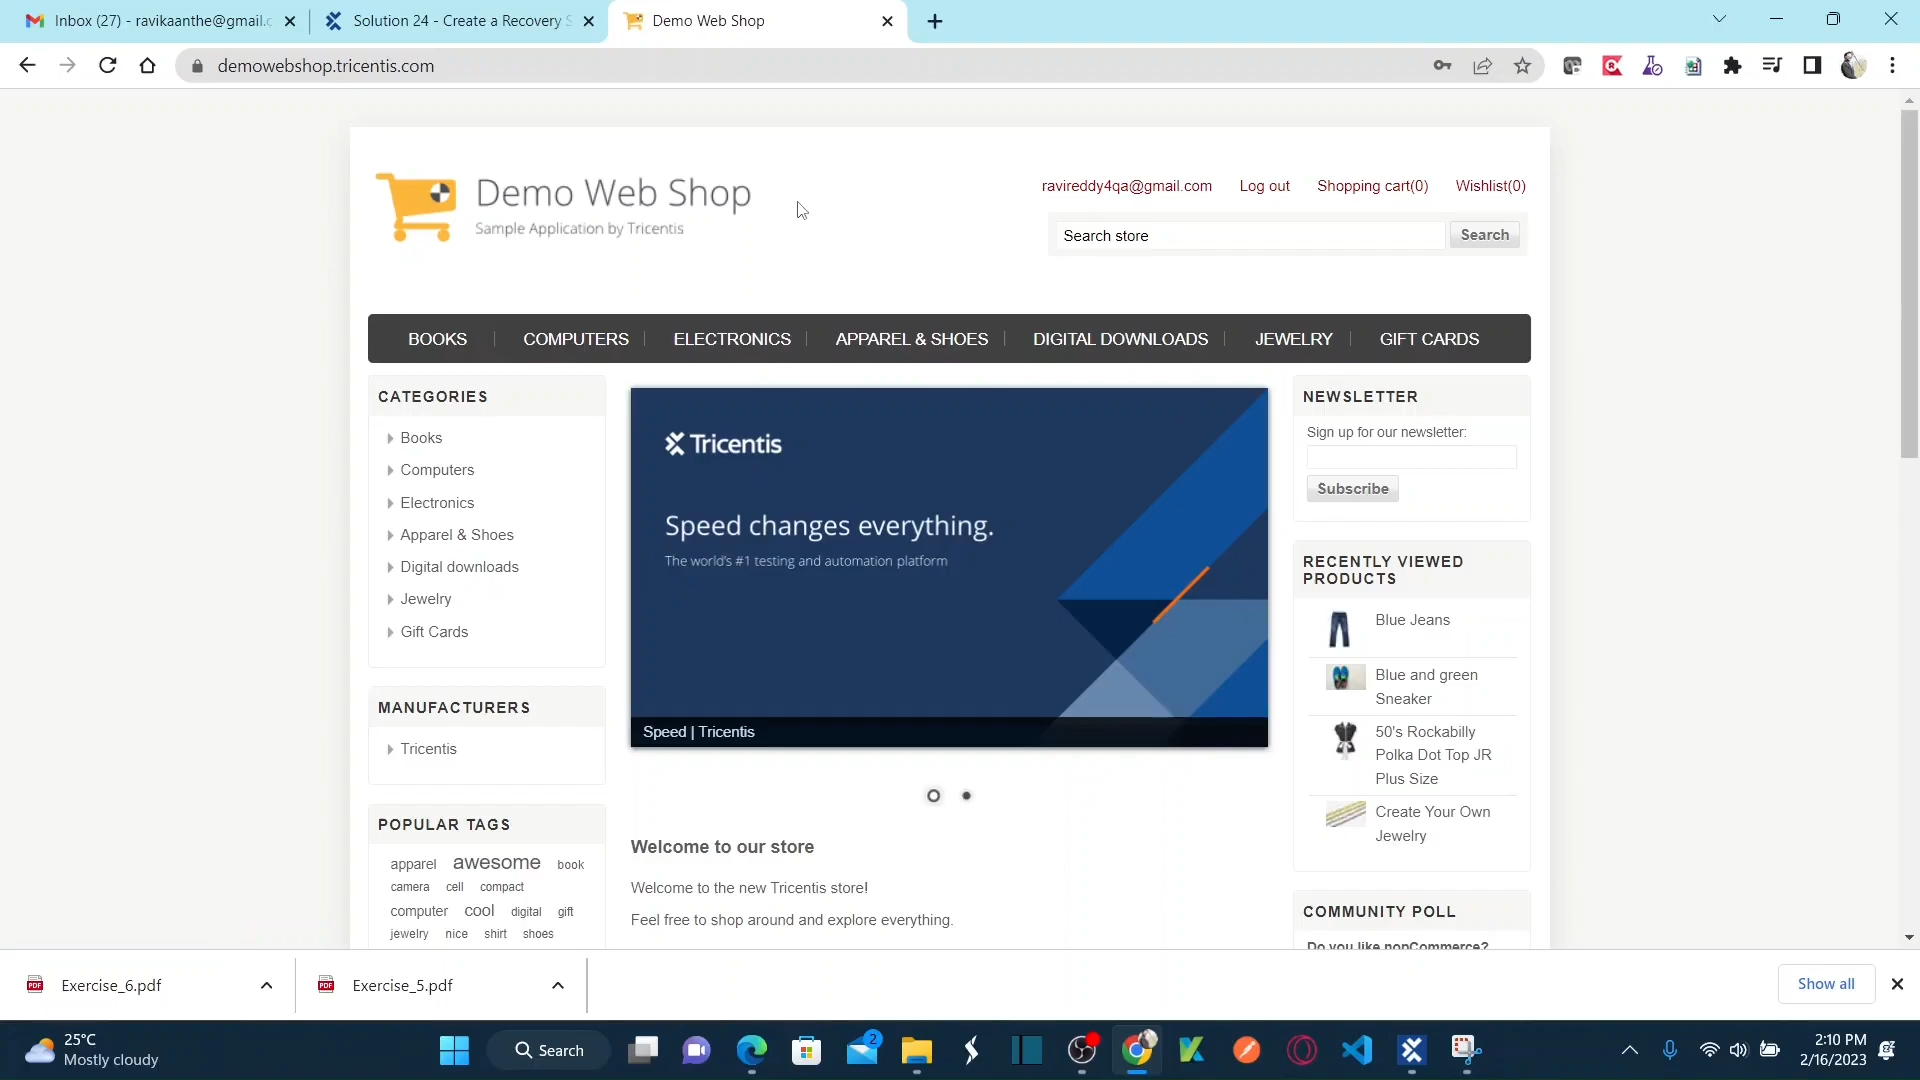 Inbox (27) - ravikaanthe@gmail.c
Solution 24 - Create a Recovery S
Demo Web Shop
demowebshop.tricentis.com
Demo Web Shop
Sample Application by Tricentis
ravireddy4qa@gmail.com Log out Shopping cart(0) Wishlist(0)
Search store Search
BOOKS COMPUTERS ELECTRONICS APPAREL & SHOES DIGITAL DOWNLOADS JEWELRY GIFT CARDS
CATEGORIES
Books
Computers
Electronics
Apparel & Shoes
Digital downloads
Jewelry
Gift Cards
MANUFACTURERS
Tricentis
POPULAR TAGS
apparel awesome book
camera cell compact
computer cool digital gift
jewelry nice shirt shoes
Tricentis
Speed changes everything.
The world's #1 testing and automation platform
Speed | Tricentis
Welcome to our store
Welcome to the new Tricentis store!
Feel free to shop around and explore everything.
NEWSLETTER
Sign up for our newsletter:
Subscribe
RECENTLY VIEWED
PRODUCTS
Blue Jeans
Blue and green
Sneaker
50's Rockabilly
Polka Dot Top JR
Plus Size
Create Your Own
Jewelry
COMMUNITY POLL
Do you like nopCommerce?
Exercise_6.pdf
Exercise_5.pdf
Show all
25°C
Mostly cloudy
Search
2
2:10 PM
2/16/2023